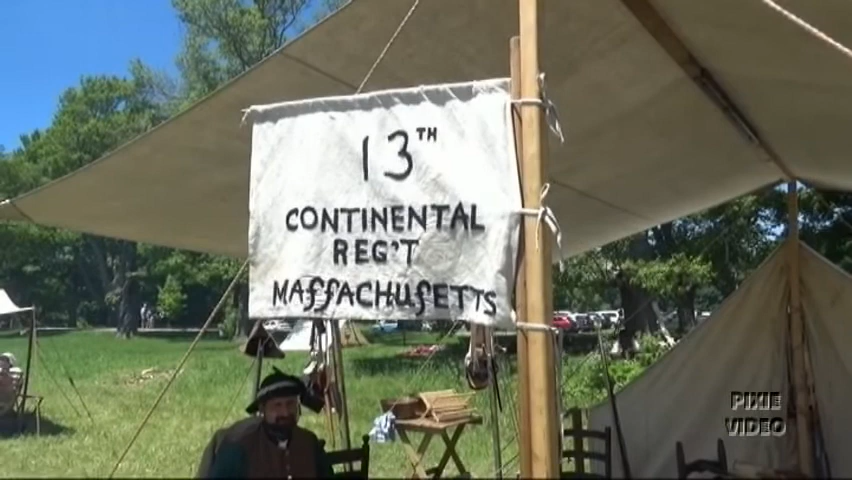 13TH
CONTINENTAL
REG'T
MAſſACHUſETTS
PIXIE
VIDEO